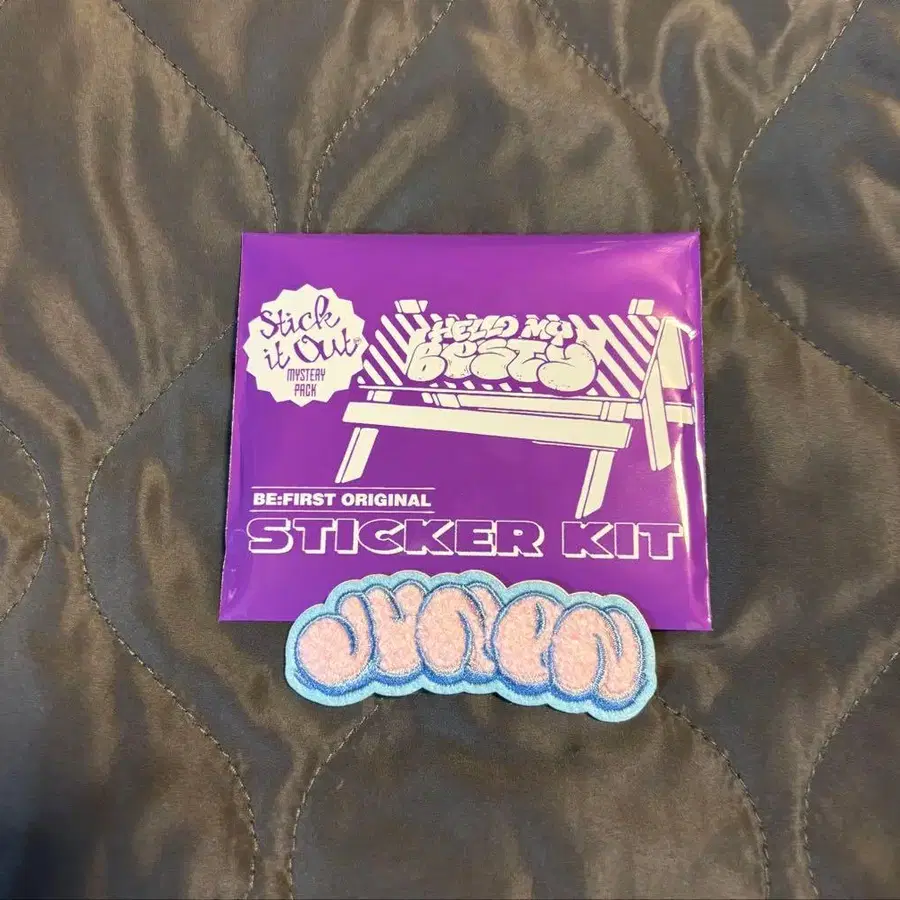 Stick
it Out
MYSTERY
PACK
HELLO MY
BESTY
BE:FIRST ORIGINAL
STICKER KIT
JUNON